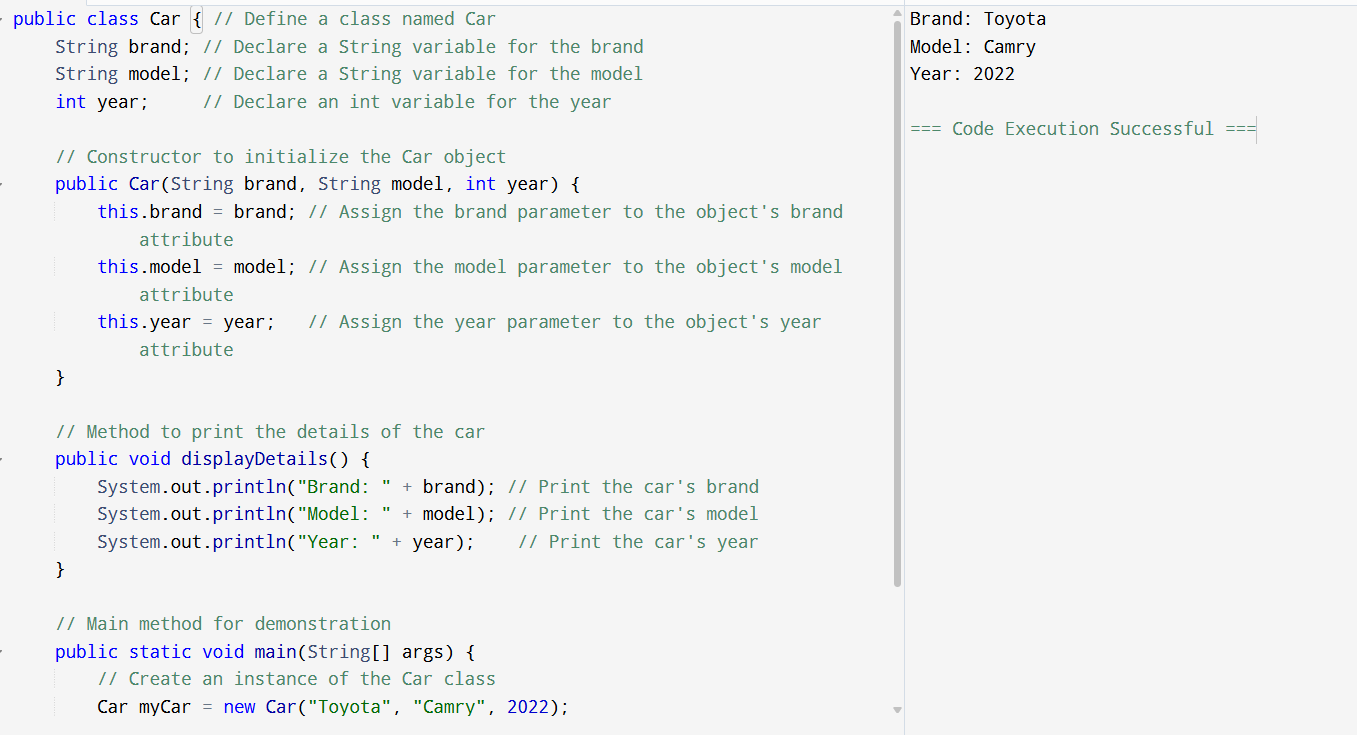 public class Car { // Define a class named Car
    String brand; // Declare a String variable for the brand
    String model; // Declare a String variable for the model
    int year;     // Declare an int variable for the year

    // Constructor to initialize the Car object
    public Car(String brand, String model, int year) {
        this.brand = brand; // Assign the brand parameter to the object's brand
            attribute
        this.model = model; // Assign the model parameter to the object's model
            attribute
        this.year = year;   // Assign the year parameter to the object's year
            attribute
    }

    // Method to print the details of the car
    public void displayDetails() {
        System.out.println("Brand: " + brand); // Print the car's brand
        System.out.println("Model: " + model); // Print the car's model
        System.out.println("Year: " + year);    // Print the car's year
    }

    // Main method for demonstration
    public static void main(String[] args) {
        // Create an instance of the Car class
        Car myCar = new Car("Toyota", "Camry", 2022);
Brand: Toyota
Model: Camry
Year: 2022

=== Code Execution Successful ===